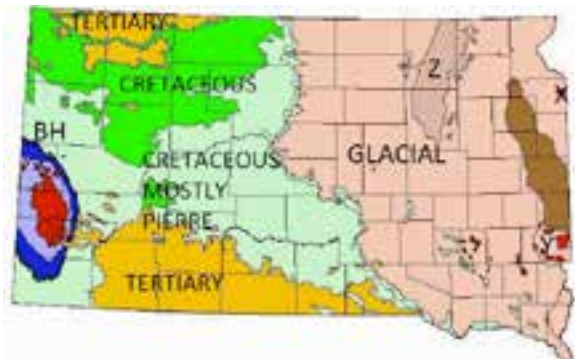 TERTIARY
Z
CRETACEOUS
X
BH
CRETACEOUS
MOSTLY
PIERRE
GLACIAL
Y
TERTIARY